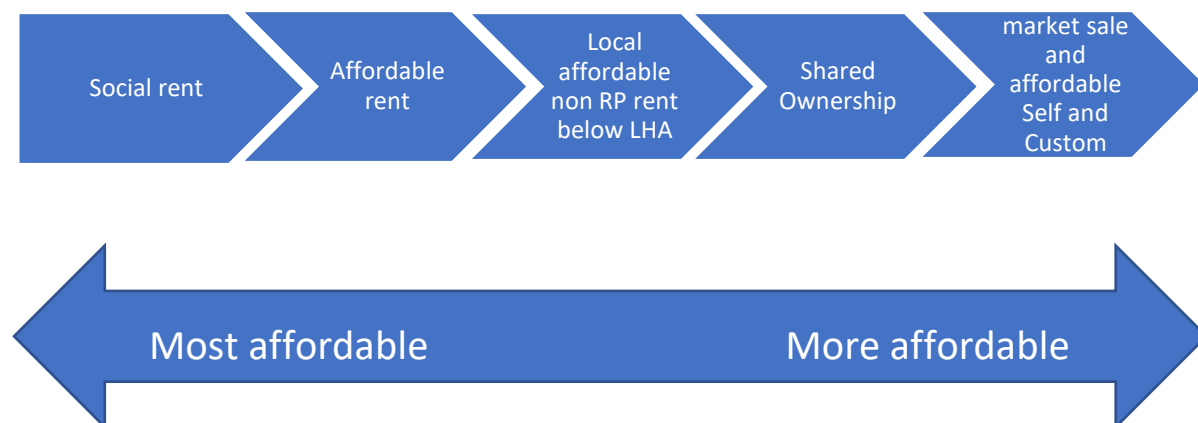 Social rent
Affordable
rent
Local
affordable
non RP rent
below LHA
Shared
Ownership
market sale
and
affordable
Self and
Custom
Most affordable
More affordable